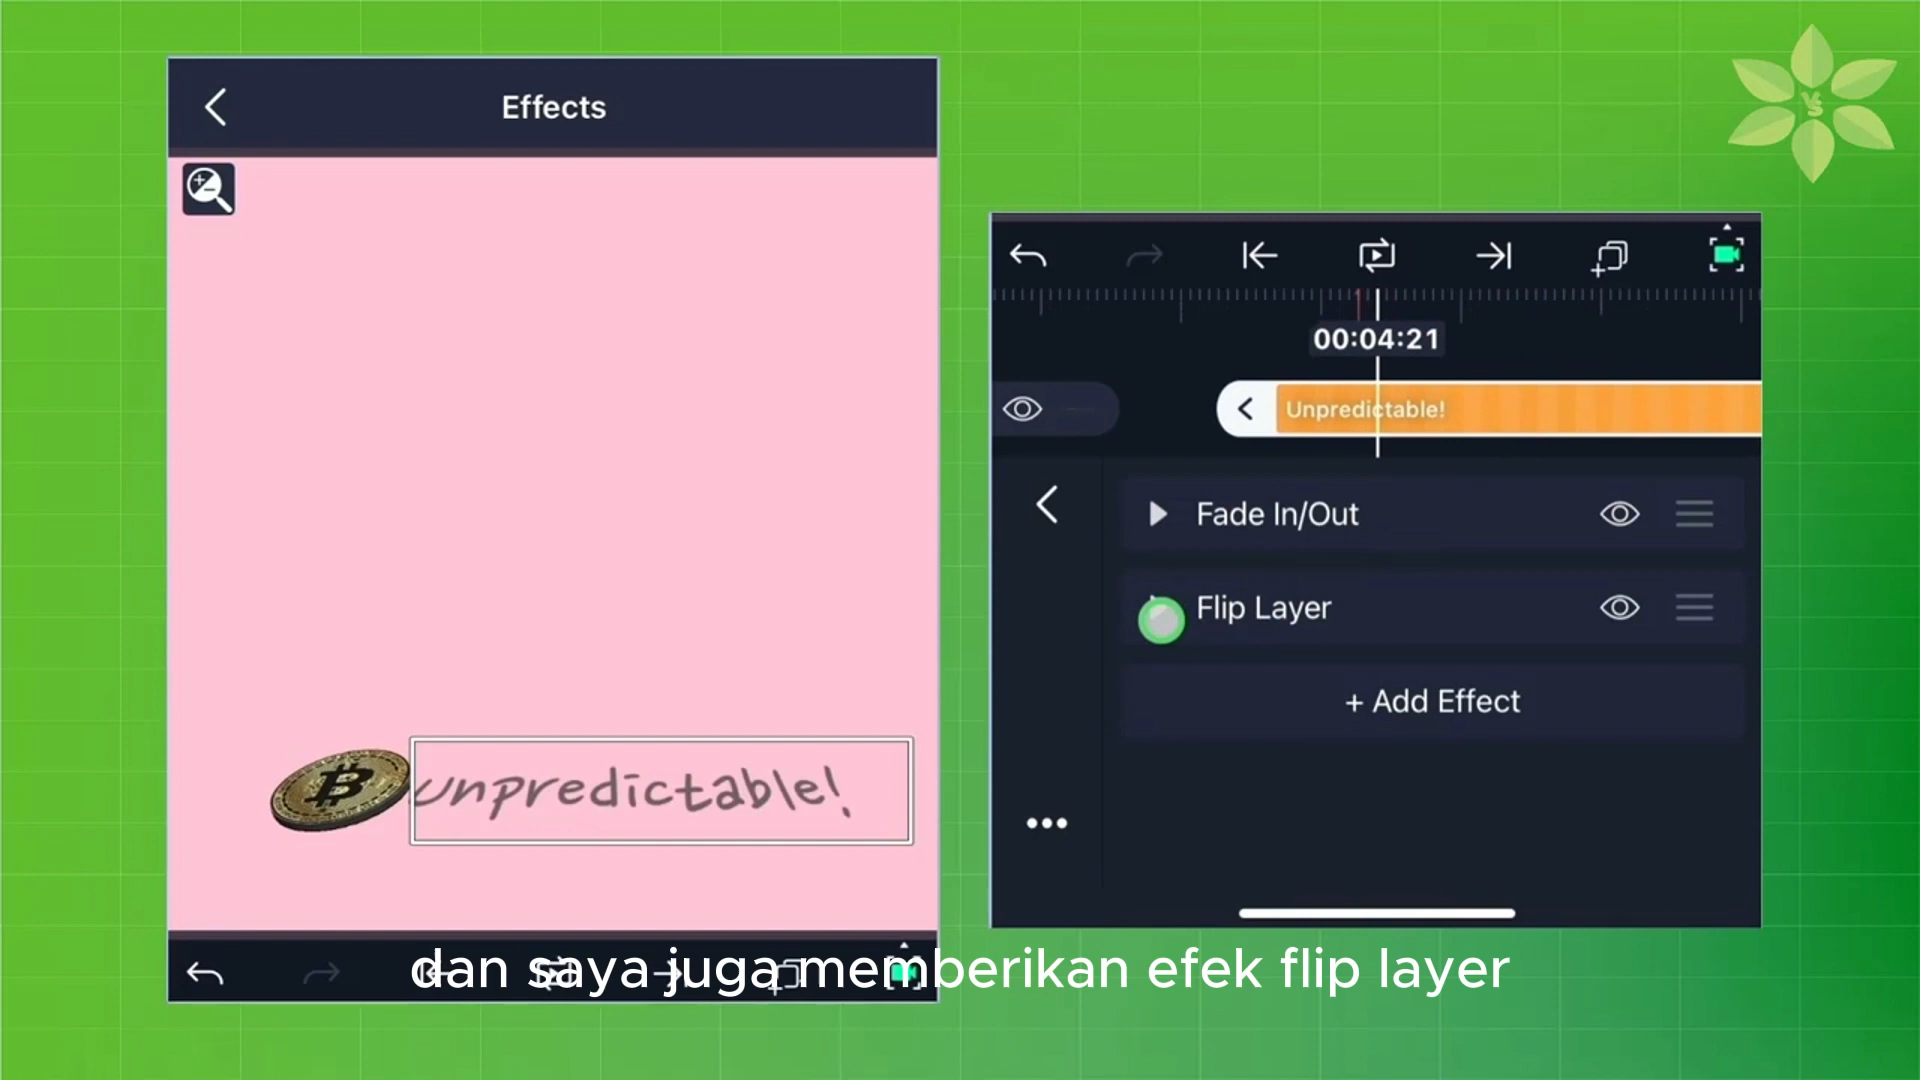 Effects
VS
00:04:21
Unpredictable!
Fade In/Out
Flip Layer
+ Add Effect
Unpredictable!
dan saya juga memberikan efek flip layer